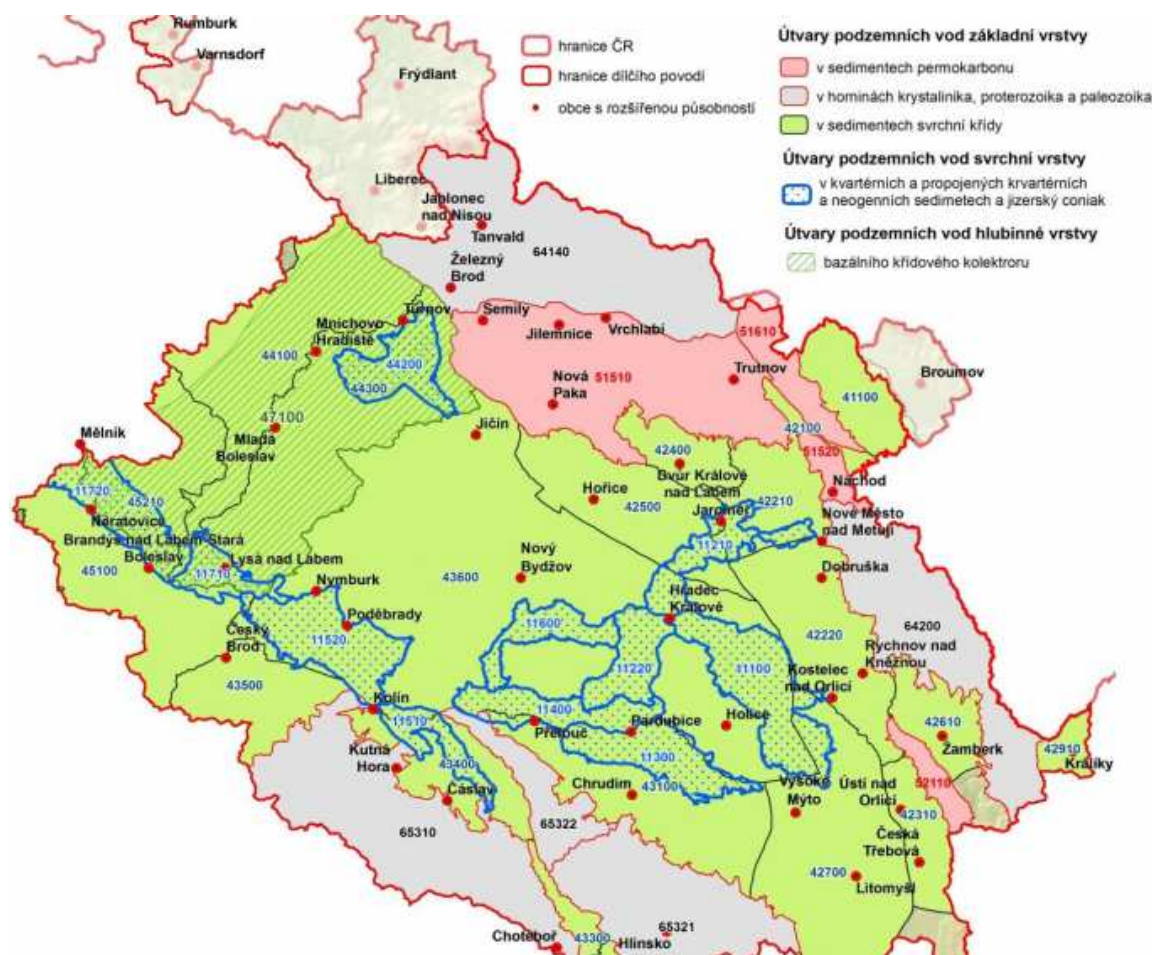 Rumburk
Varnsdorf
Frýdlant
Liberec
Jablonec
nad Nisou
Tanvald
Železný
Brod
64140
hranice ČR
hranice dílčího povodí
obce s rozšířenou působností
Útvary podzemních vod základní vrstvy
v sedimentech permokarbonu
v horninách krystalinika, proterozoika a paleozoika
v sedimentech svrchní křídy
Útvary podzemních vod svrchní vrstvy
v kvartérních a propojených krvartérních
a neogenních sedimetech a jizerský coniak
Útvary podzemních vod hlubinné vrstvy
bazálního křídového kolektoru
Turnov
Semily
Jilemnice
Vrchlabí
51610
Mnichovo
Hradiště
44100
44200
44300
Nová
Paka
51510
Trutnov
Broumov
41100
47100
Mladá
Boleslav
Jičín
42100
51520
Mělník
42400
Dvůr Králové
nad Labem
Náchod
11720
45210
Neratovice
Hořice
42500
42210
Jaroměř
Nové Město
nad Metují
Brandýs nad Labem-Stará
Boleslav
Lysá nad Labem
11710
11210
45100
Nymburk
43600
Nový
Bydžov
Dobruška
Hradec
Králové
Poděbrady
11520
Český
Brod
11600
42220
64200
Rychnov nad
Kněžnou
43500
11220
11100
Kostelec
nad Orlicí
Kolín
11510
11400
Přelouč
Pardubice
Holice
42610
Žamberk
42910
Králíky
Kutná
Hora
43400
11300
52110
Čáslav
Chrudim
43100
Vysoké
Mýto
Ústí nad
Orlicí
42310
65310
65322
Česká
Třebová
42700
Litomyšl
65321
Chotěboř
43300
Hlinsko